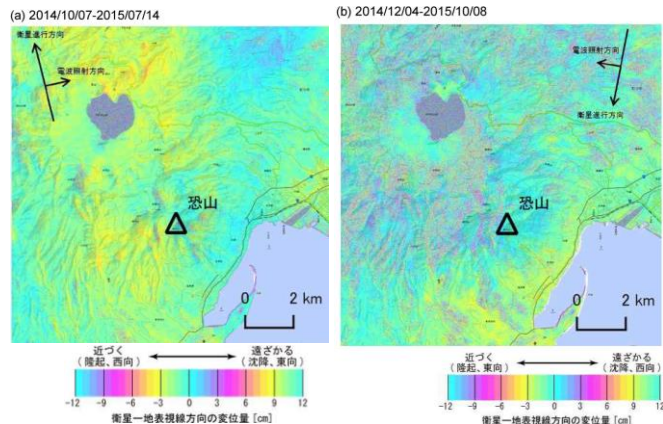 (a) 2014/10/07-2015/07/14
衛星進行方向
電波照射方向
恐山
0 2 km
近づく 遠ざかる
(隆起、西向) (沈降、東向)
-12 -9 -6 -3 0 3 6 9 12
衛星－地表視線方向の変位量 [cm]
(b) 2014/12/04-2015/10/08
電波照射方向
衛星進行方向
恐山
0 2 km
近づく 遠ざかる
(隆起、東向) (沈降、西向)
-12 -9 -6 -3 0 3 6 9 12
衛星－地表視線方向の変位量 [cm]